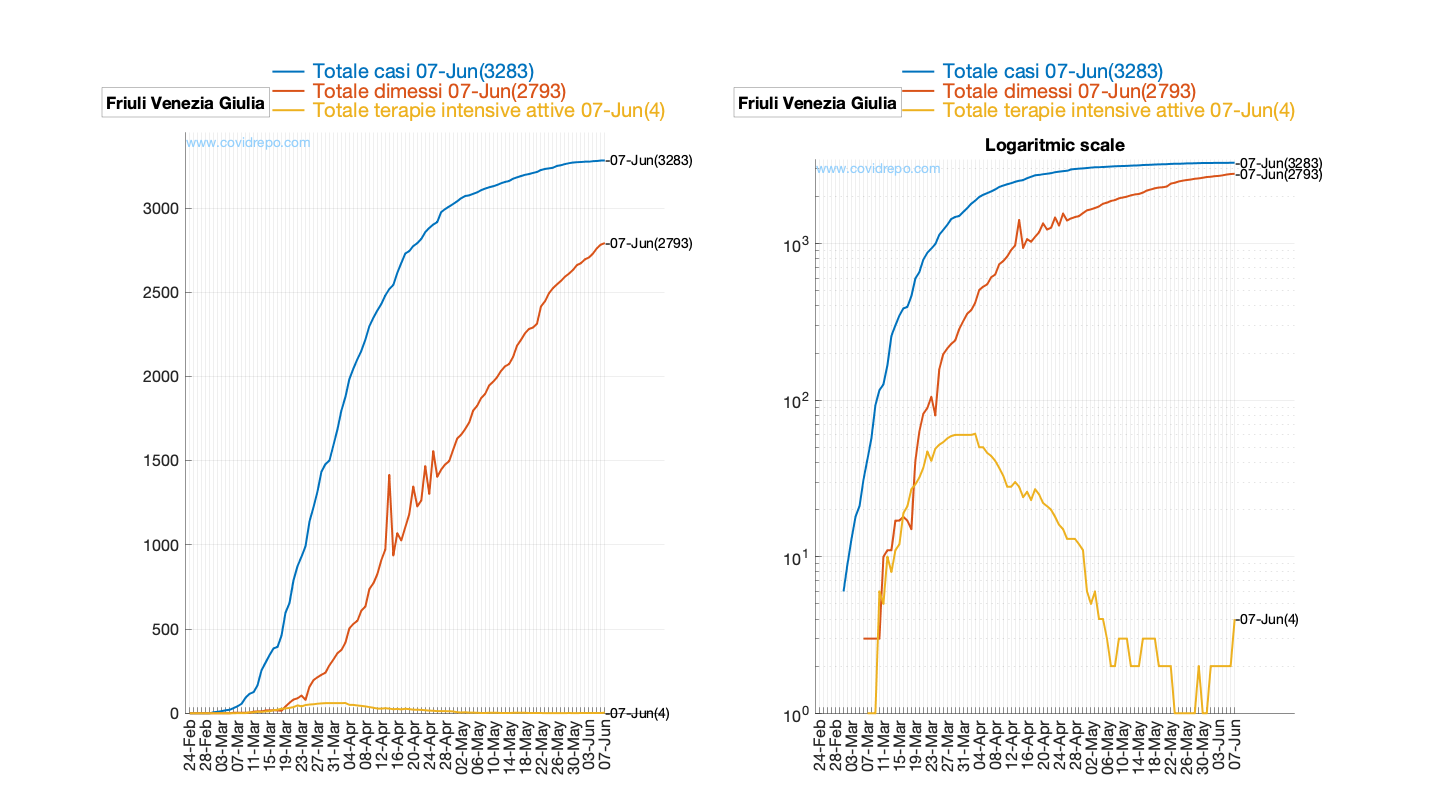 Totale casi 07-Jun(3283)
Totale dimessi 07-Jun(2793)
Totale terapie intensive attive 07-Jun(4)
Friuli Venezia Giulia
www.covidrepo.com
07-Jun(3283)
07-Jun(2793)
07-Jun(4)
3000
2500
2000
1500
1000
500
0
24-Feb
28-Feb
03-Mar
07-Mar
11-Mar
15-Mar
19-Mar
23-Mar
27-Mar
31-Mar
04-Apr
08-Apr
12-Apr
16-Apr
20-Apr
24-Apr
28-Apr
02-May
06-May
10-May
14-May
18-May
22-May
26-May
30-May
03-Jun
07-Jun
Totale casi 07-Jun(3283)
Totale dimessi 07-Jun(2793)
Totale terapie intensive attive 07-Jun(4)
Friuli Venezia Giulia
Logaritmic scale
www.covidrepo.com
07-Jun(3283)
07-Jun(2793)
07-Jun(4)
10^3
10^2
10^1
10^0
24-Feb
28-Feb
03-Mar
07-Mar
11-Mar
15-Mar
19-Mar
23-Mar
27-Mar
31-Mar
04-Apr
08-Apr
12-Apr
16-Apr
20-Apr
24-Apr
28-Apr
02-May
06-May
10-May
14-May
18-May
22-May
26-May
30-May
03-Jun
07-Jun